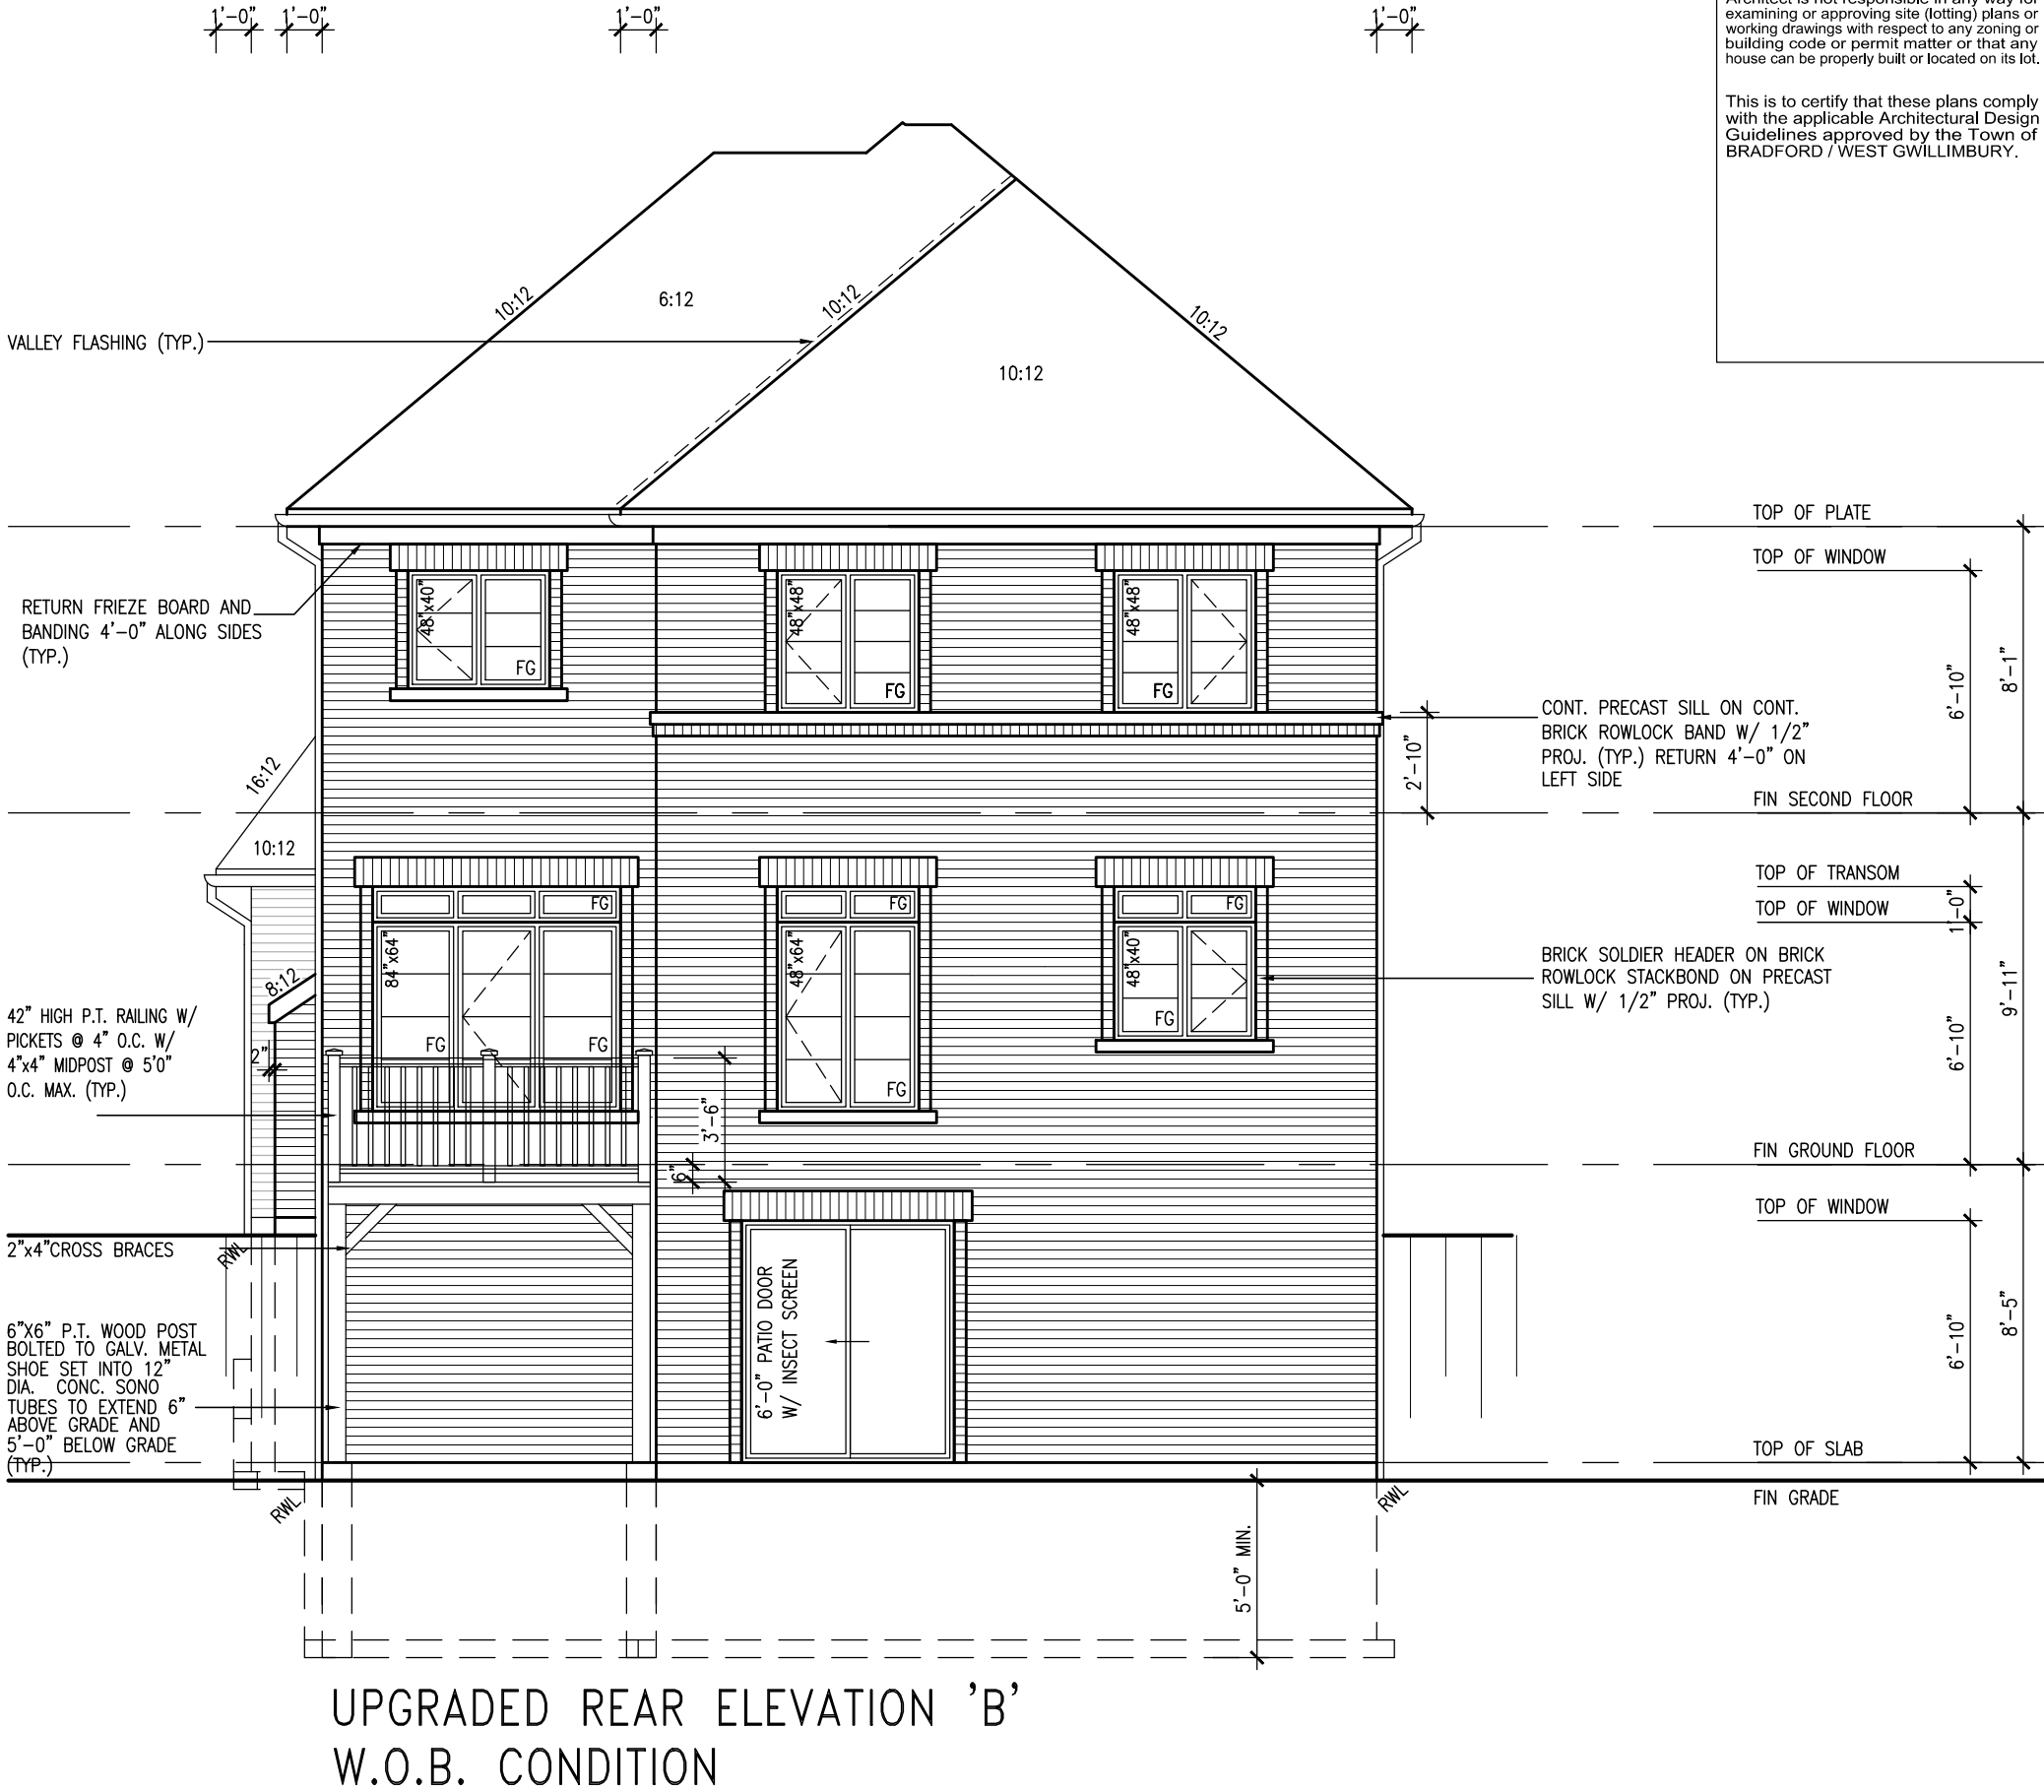 1'-0" 1'-0" 1'-0" 1'-0"
examining or approving site (lotting) plans or
working drawings with respect to any zoning or
building code or permit matter or that any
house can be properly built or located on its lot.
This is to certify that these plans comply
with the applicable Architectural Design
Guidelines approved by the Town of
BRADFORD / WEST GWILLIMBURY.
10:12
6:12
10:12
10:12
10:12
VALLEY FLASHING (TYP.)
RETURN FRIEZE BOARD AND
BANDING 4'-0" ALONG SIDES
(TYP.)
48"x40"
FG
48"x48"
FG
48"x48"
FG
TOP OF PLATE
TOP OF WINDOW
6'-10"
8'-1"
CONT. PRECAST SILL ON CONT.
BRICK ROWLOCK BAND W/ 1/2"
PROJ. (TYP.) RETURN 4'-0" ON
LEFT SIDE
2'-10"
FIN SECOND FLOOR
16:12
10:12
8:12
2"
84"x64"
FG
FG
FG
48"x64"
FG
FG
48"x40"
FG
FG
TOP OF TRANSOM
TOP OF WINDOW
1'-0"
6'-10"
9'-11"
BRICK SOLDIER HEADER ON BRICK
ROWLOCK STACKBOND ON PRECAST
SILL W/ 1/2" PROJ. (TYP.)
42" HIGH P.T. RAILING W/
PICKETS @ 4" O.C. W/
4"x4" MIDPOST @ 5'0"
O.C. MAX. (TYP.)
3'-6"
6"
FIN GROUND FLOOR
TOP OF WINDOW
6'-10"
8'-5"
2"x4"CROSS BRACES
RWL
6'-0" PATIO DOOR
W/ INSECT SCREEN
6"X6" P.T. WOOD POST
BOLTED TO GALV. METAL
SHOE SET INTO 12"
DIA. CONC. SONO
TUBES TO EXTEND 6"
ABOVE GRADE AND
5'-0" BELOW GRADE
(TYP.)
TOP OF SLAB
FIN GRADE
RWL
RWL
5'-0" MIN.
UPGRADED REAR ELEVATION 'B'
W.O.B. CONDITION